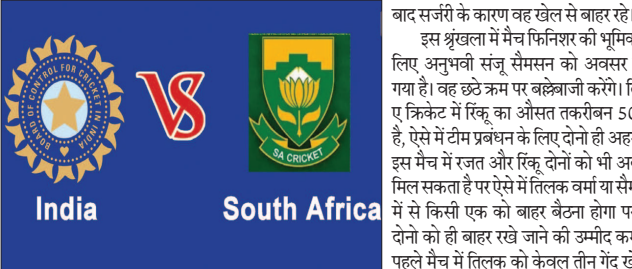 BOARD OF CONTROL FOR CRICKET IN INDIA
VS
SA CRICKET
India
South Africa
बाद सर्जरी के कारण वह खेल से बाहर रहे।
इस श्रृंखला में मैच फिनिशर की
लिए अनुभवी संजू सैमसन को अवसर
गया है। वह छठे क्रम पर बल्लेबाजी करेंगे।
ए क्रिकेट में रिंकू का औसत तकरीबन
है, ऐसे में टीम प्रबंधन के लिए दोनो ही
इस मैच में रजत और रिंकू दोनों को भी
मिल सकता है पर ऐसे में तिलक वर्मा या
में से किसी एक को बाहर बैठना होगा
दोनो को ही बाहर रखे जाने की उम्मीद
पहले मैच में तिलक को केवल तीन गेंद